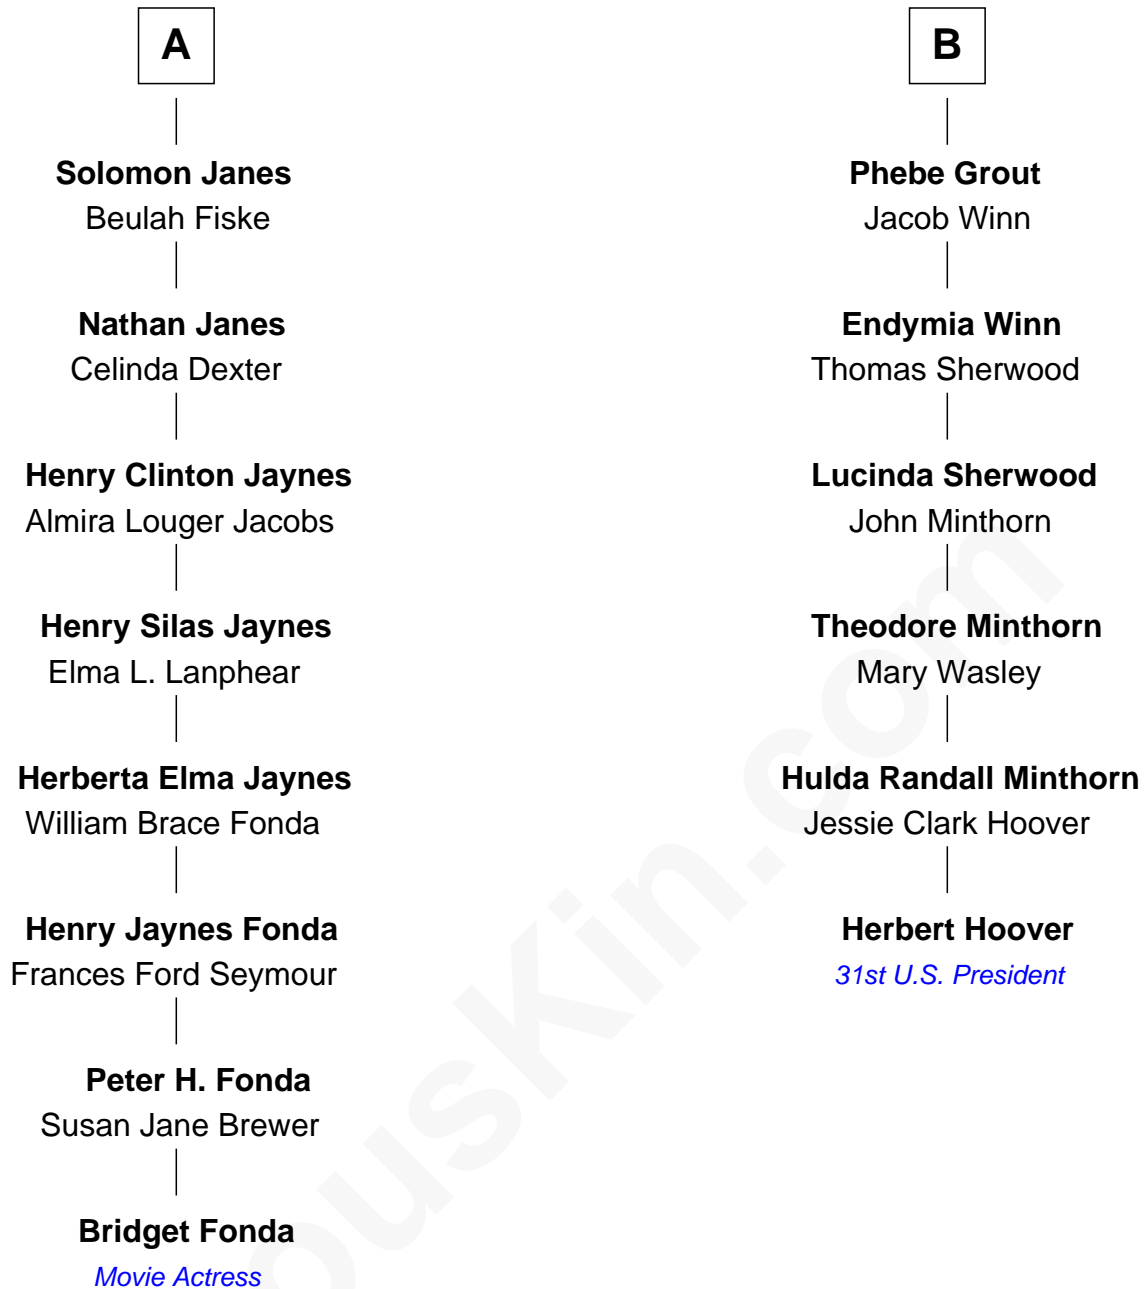 A
Solomon Janes
Beulah Fiske
Nathan Janes
Celinda Dexter
Henry Clinton Jaynes
Almira Louger Jacobs
Henry Silas Jaynes
Elma L. Lanphear
Herberta Elma Jaynes
William Brace Fonda
Henry Jaynes Fonda
Frances Ford Seymour
Peter H. Fonda
Susan Jane Brewer
Bridget Fonda
Movie Actress
B
Phebe Grout
Jacob Winn
Endymia Winn
Thomas Sherwood
Lucinda Sherwood
John Minthorn
Theodore Minthorn
Mary Wasley
Hulda Randall Minthorn
Jessie Clark Hoover
Herbert Hoover
31st U.S. President
ousKin.com